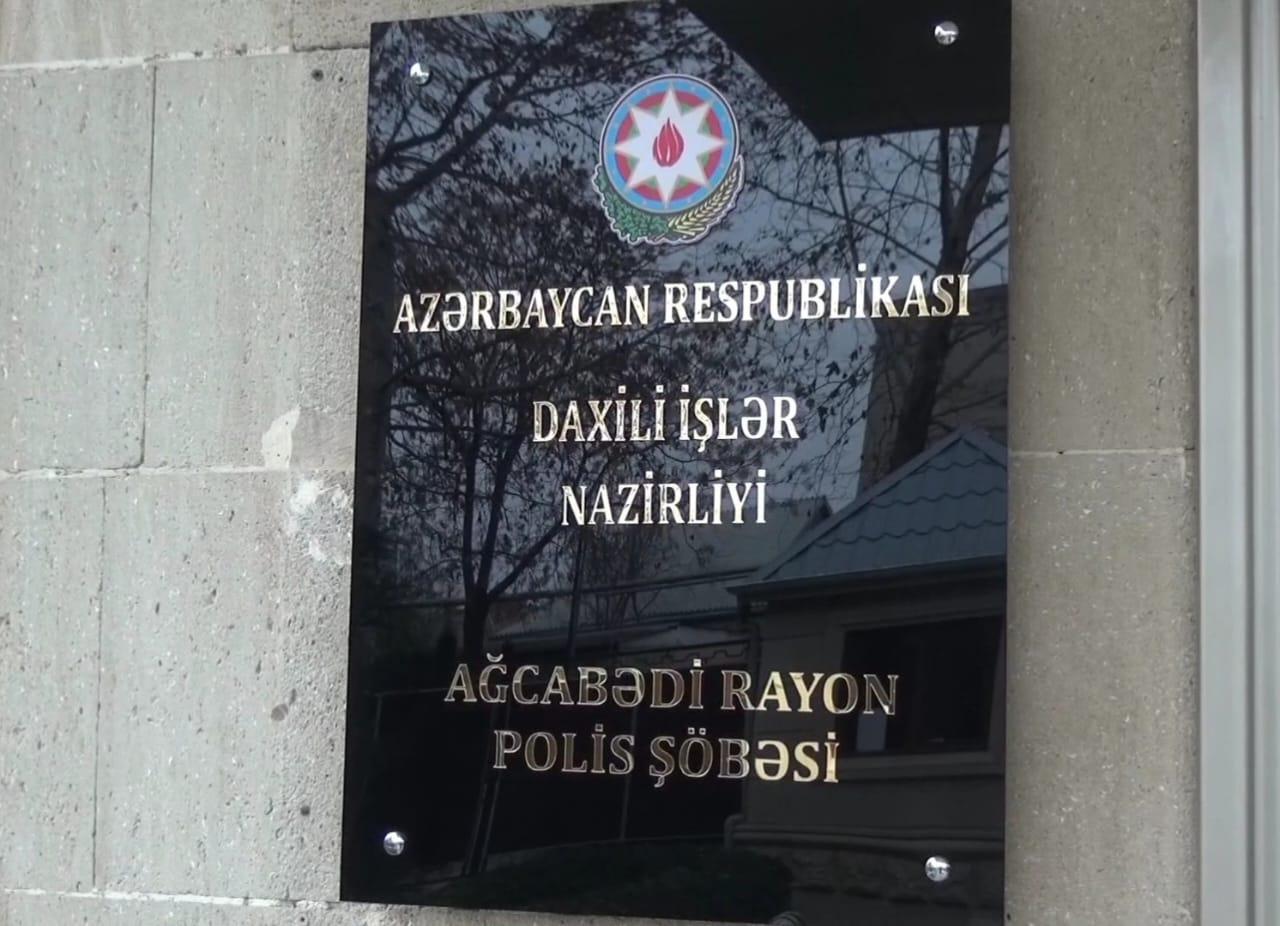 AZƏRBAYCAN RESPUBLİKASI
DAXİLİ İŞLƏR
NAZİRLİYİ
AĞCABƏDİ RAYON
POLİS ŞÖBƏSİ